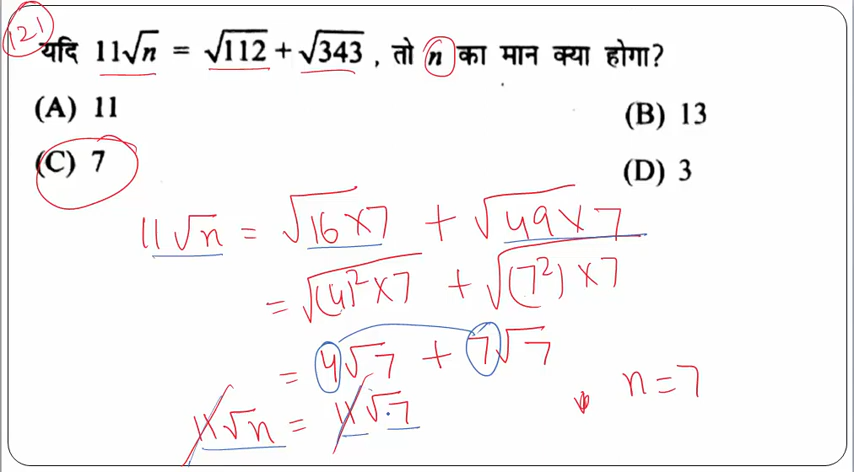 121
यदि 11√n = √112 + √343, तो n का मान क्या होगा?
(A) 11 (B) 13
(C) 7 (D) 3
11√n = √16×7 + √49×7
= √(4)²×7 + √(7²)×7
= 4√7 + 7√7
11√n = 11√7
n=7